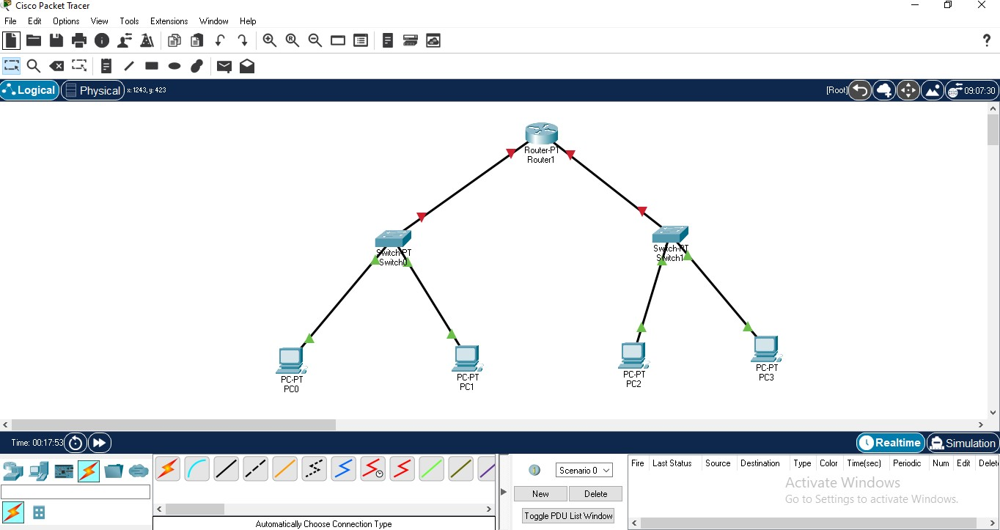 Cisco Packet Tracer
File Edit Options View Tools Extensions Window Help
Logical Physical x: 1243, y: 423 [Root] 09:07:30
Router-PT
Router1
Switch-PT
Switch0
Switch-PT
Switch1
PC-PT
PC0
PC-PT
PC1
PC-PT
PC2
PC-PT
PC3
Time: 00:17:53 Realtime Simulation
Scenario 0
New Delete
Toggle PDU List Window
Automatically Choose Connection Type
Fire Last Status Source Destination Type Color Time(sec) Periodic Num Edit Delet
Activate Windows
Go to Settings to activate Windows.